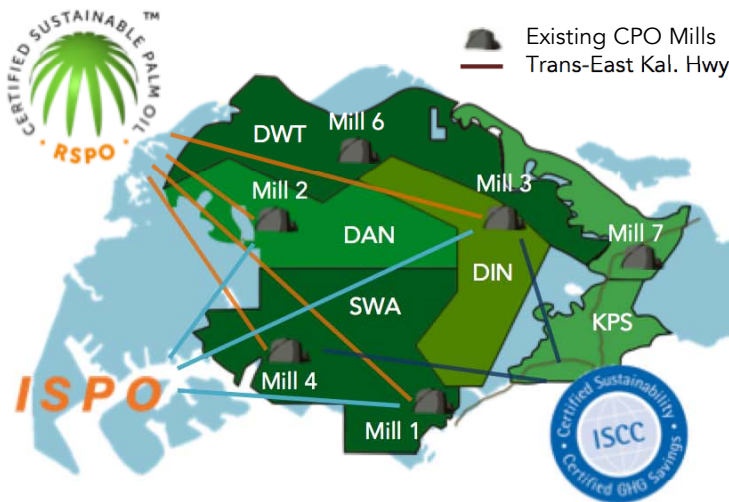 CERTIFIED SUSTAINABLE PALM OIL
TM
· RSPO ·
Existing CPO Mills
Trans-East Kal. Hwy
DWT
Mill 6
Mill 2
Mill 3
DAN
Mill 7
DIN
SWA
KPS
Mill 4
ISPO
Mill 1
Certified Sustainability
ISCC
Certified GHG Savings